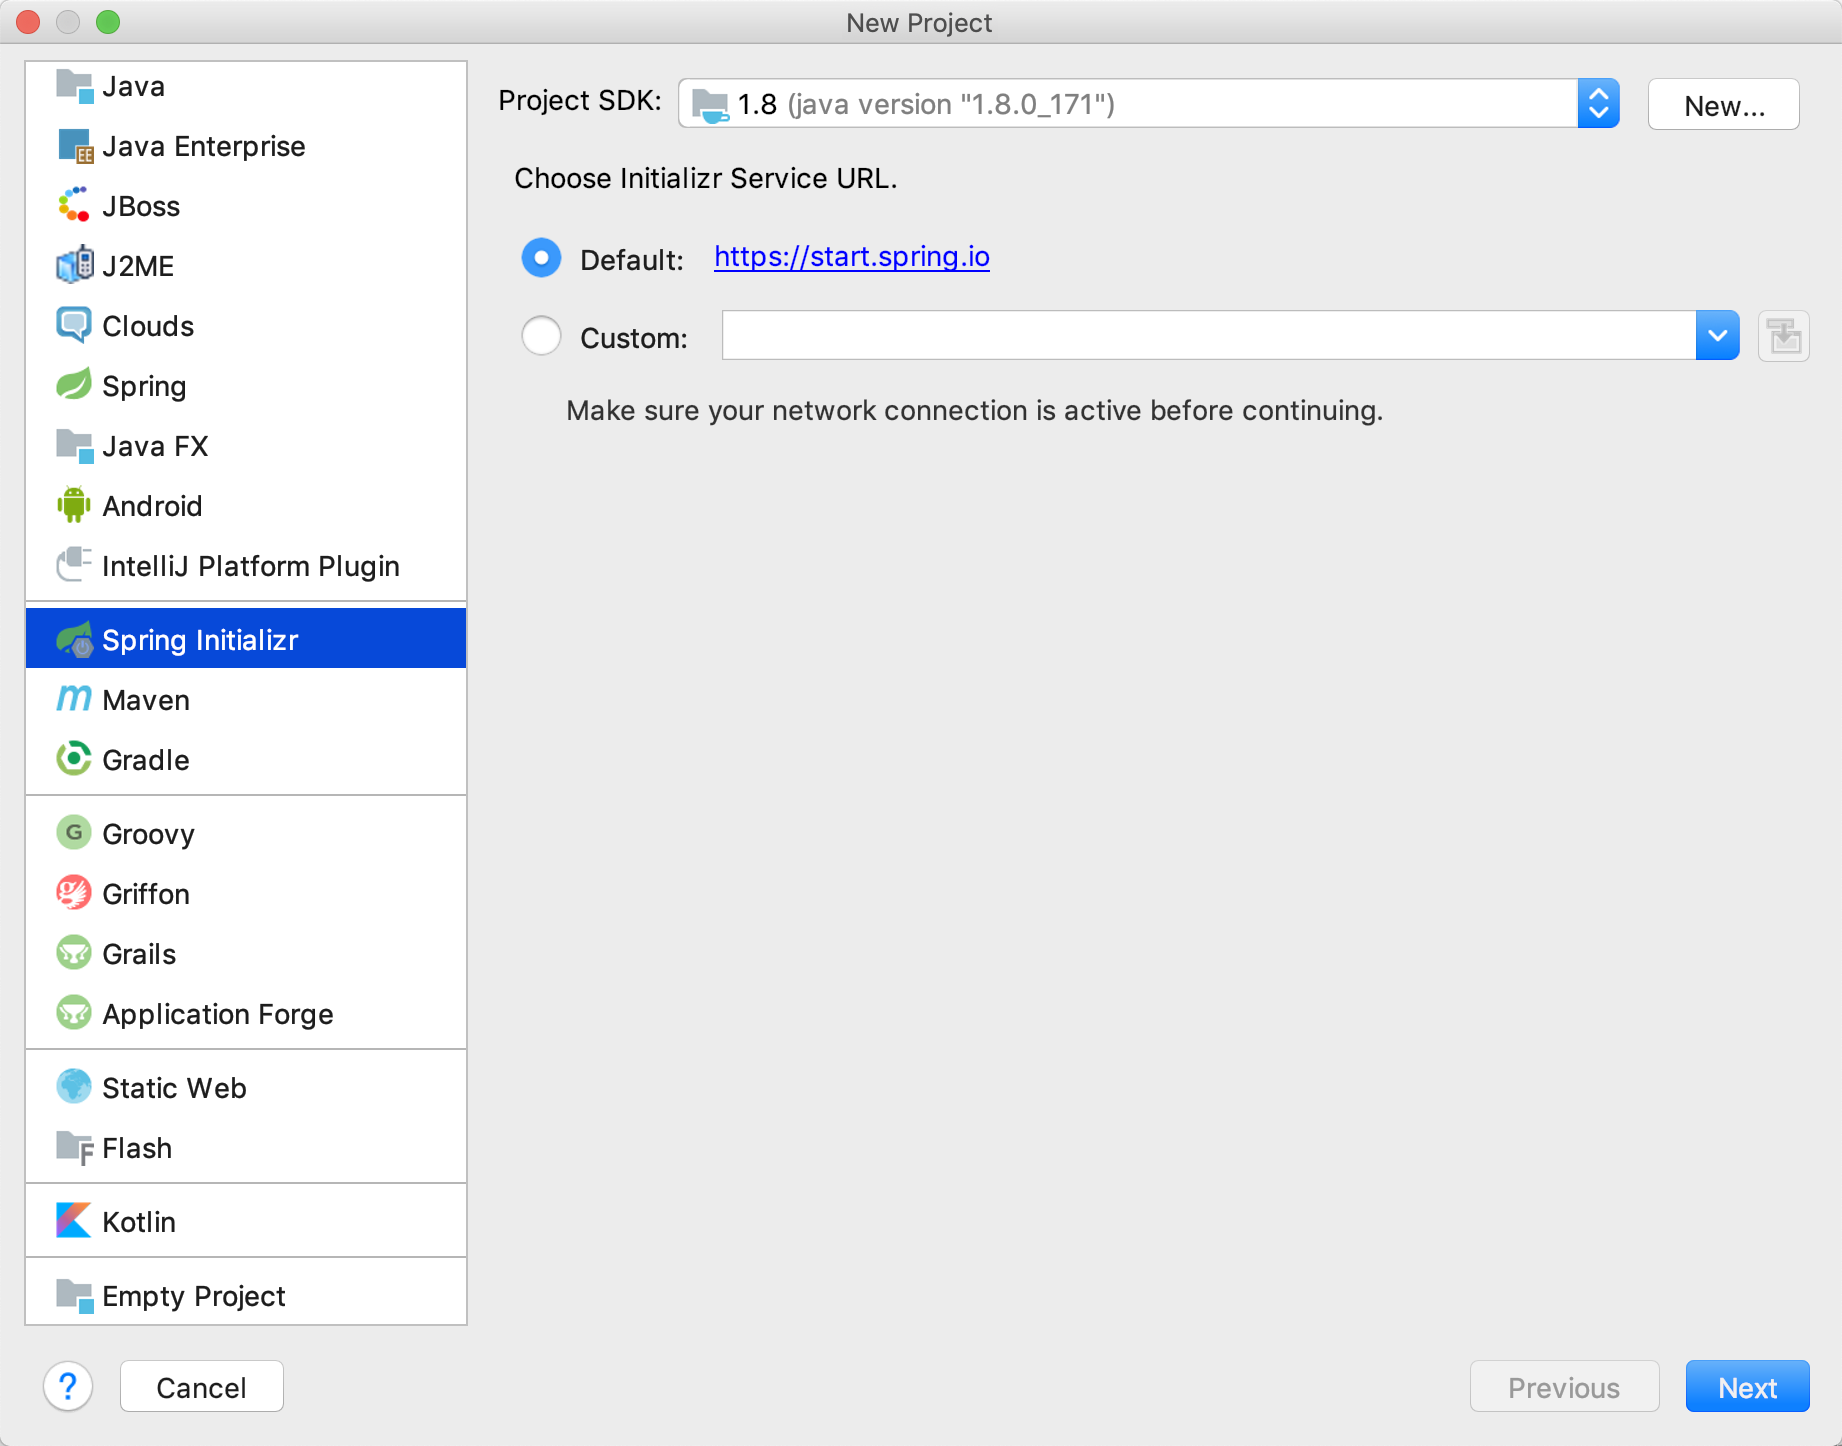 New Project
Java
Java Enterprise
JBoss
J2ME
Clouds
Spring
Java FX
Android
IntelliJ Platform Plugin
Spring Initializr
Maven
Gradle
G Groovy
Griffon
Grails
Application Forge
Static Web
Flash
Kotlin
Empty Project
Project SDK: 1.8 (java version "1.8.0_171") New...
Choose Initializr Service URL.
Default: https://start.spring.io
Custom:
Make sure your network connection is active before continuing.
? Cancel Previous Next